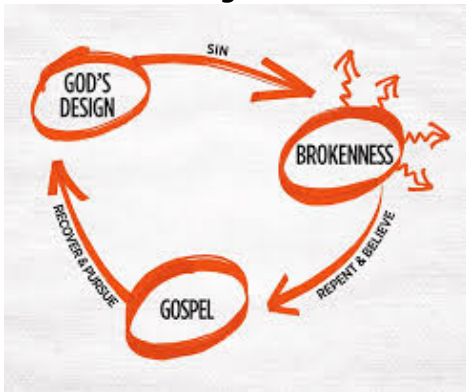 SIN
GOD'S
DESIGN
BROKENNESS
REPENT & BELIEVE
GOSPEL
RECOVER & PURSUE